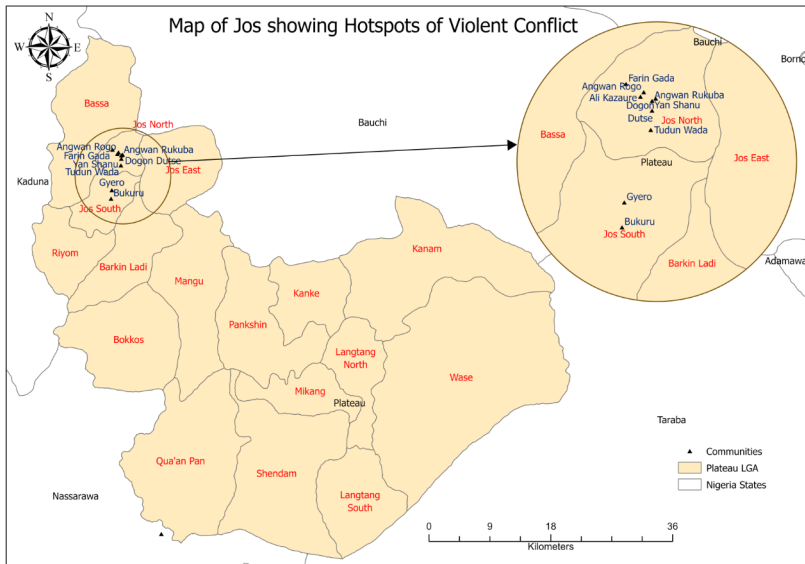 Map of Jos showing Hotspots of Violent Conflict
N
W
E
S
Bassa
Jos North
Bauchi
Angwan Rogo
Angwan Rukuba
Farin Gada
Dogon Dutse
Yan Shanu
Jos East
Tudun Wada
Kaduna
Gyero
Bukuru
Jos South
Riyom
Barkin Ladi
Mangu
Kanam
Kanke
Bokkos
Pankshin
Langtang
North
Wase
Mikang
Plateau
Qua'an Pan
Shendam
Langtang
South
Nassarawa
Taraba
Bauchi
Borno
Farin Gada
Angwan Rogo
Ali Kazaure
Angwan Rukuba
Dogon
Yan Shanu
Dutse
Jos North
Tudun Wada
Bassa
Plateau
Jos East
Gyero
Bukuru
Jos South
Barkin Ladi
Adamawa
Communities
Plateau LGA
Nigeria States
0 9 18 36
Kilometers